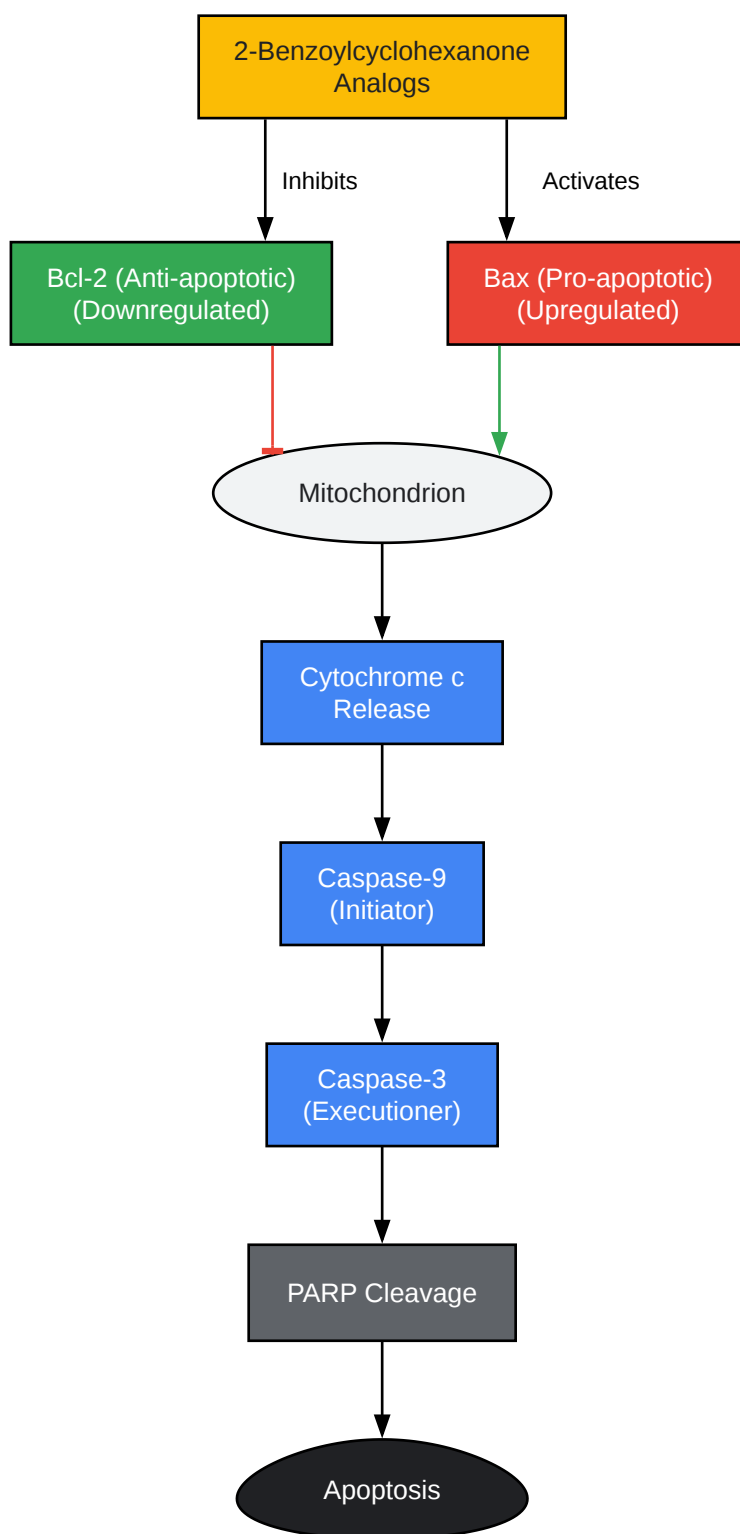 2-Benzoylcyclohexanone
Analogs
Inhibits
Activates
Bcl-2 (Anti-apoptotic)
(Downregulated)
Bax (Pro-apoptotic)
(Upregulated)
Mitochondrion
Cytochrome c
Release
Caspase-9
(Initiator)
Caspase-3
(Executioner)
PARP Cleavage
Apoptosis